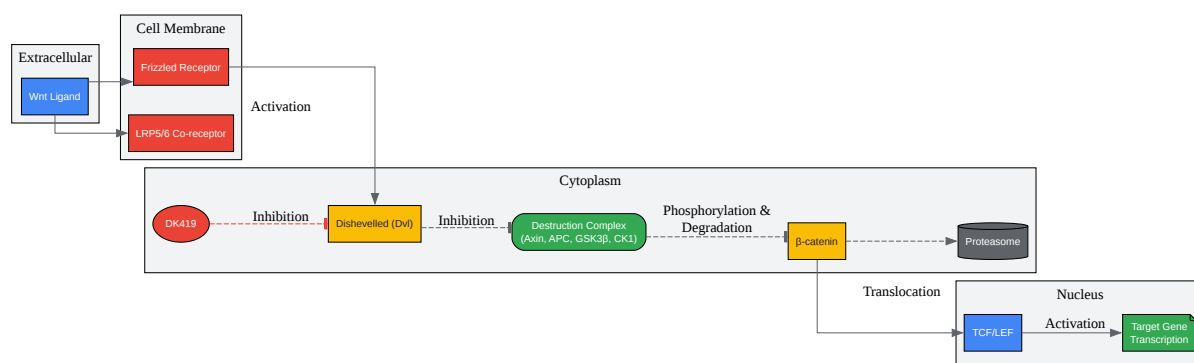 Extracellular
Wnt Ligand
Cell Membrane
Frizzled Receptor
LRP5/6 Co-receptor
Activation
Cytoplasm
DK419
Inhibition
Dishevelled (Dvl)
Inhibition
Destruction Complex
(Axin, APC, GSK3β, CK1)
Phosphorylation &
Degradation
β-catenin
Proteasome
Translocation
Nucleus
TCF/LEF
Activation
Target Gene
Transcription